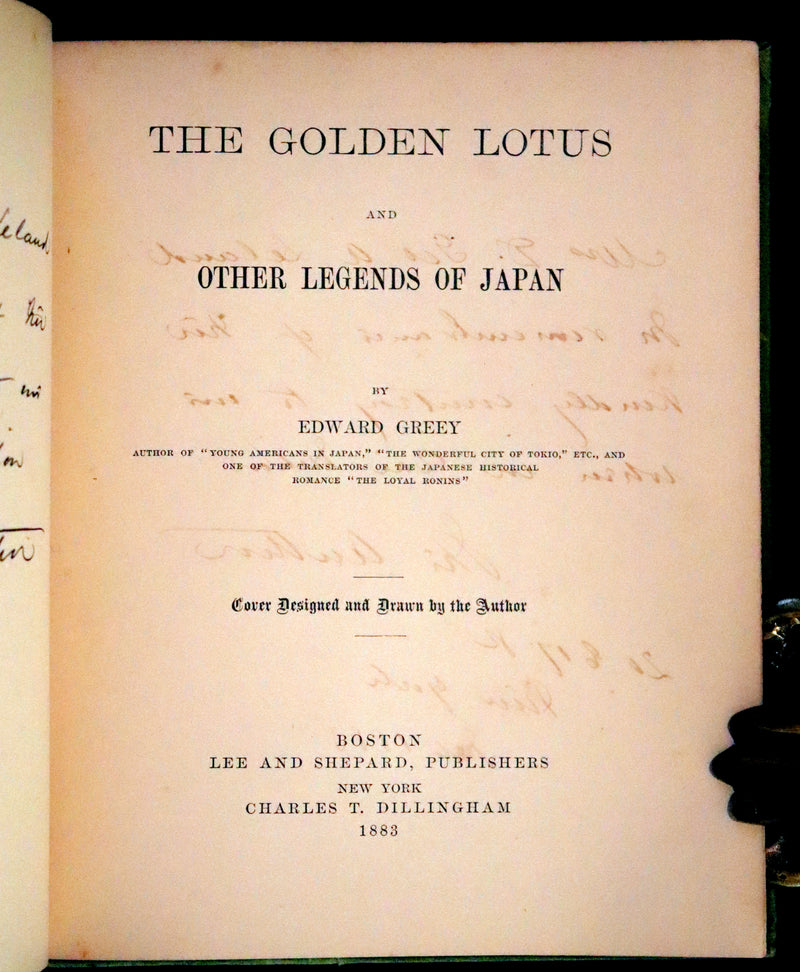 THE GOLDEN LOTUS
AND
OTHER LEGENDS OF JAPAN
BY
EDWARD GREEY
AUTHOR OF "YOUNG AMERICANS IN JAPAN," "THE WONDERFUL CITY OF TOKIO," ETC., AND
ONE OF THE TRANSLATORS OF THE JAPANESE HISTORICAL
ROMANCE "THE LOYAL RONINS"
Cover Designed and Drawn by the Author
BOSTON
LEE AND SHEPARD, PUBLISHERS
NEW YORK
CHARLES T. DILLINGHAM
1883